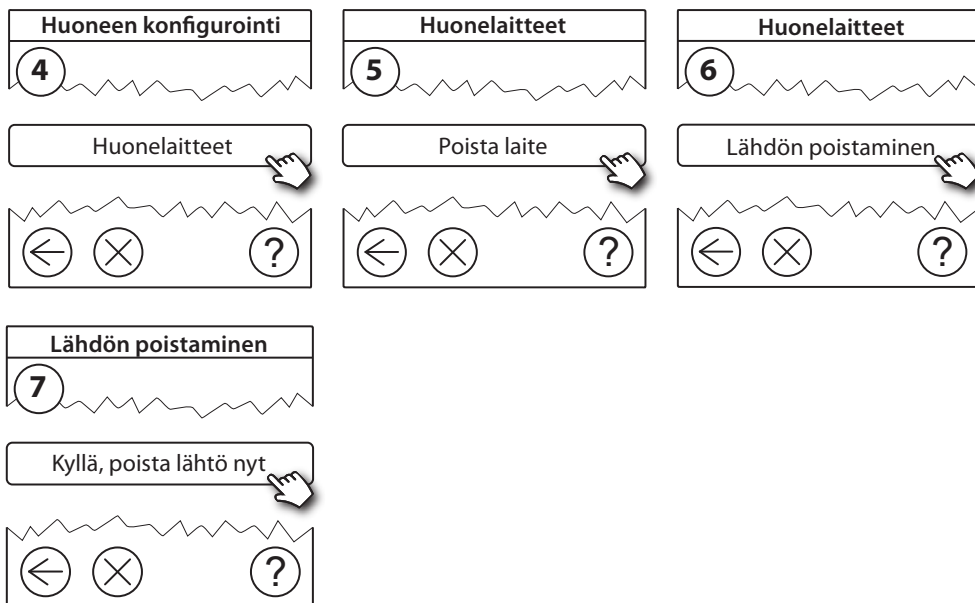 Huoneen konfigurointi
4
Huonelaitteet
?
Huonelaitteet
5
Poista laite
?
Huonelaitteet
6
Lähdön poistaminen
?
Lähdön poistaminen
7
Kyllä, poista lähtö nyt
?